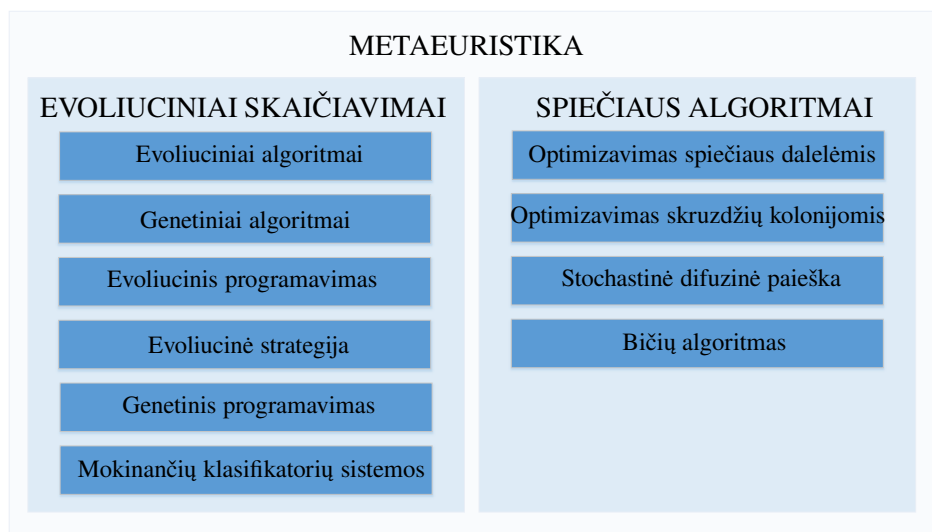 METAEURISTIKA
EVOLIUCINIAI SKAIČIAVIMAI
Evoliuciniai algoritmai
Genetiniai algoritmai
Evoliucinis programavimas
Evoliucinė strategija
Genetinis programavimas
Mokinančių klasifikatorių sistemos
SPIEČIAUS ALGORITMAI
Optimizavimas spiečiaus dalelėmis
Optimizavimas skruzdžių kolonijomis
Stochastinė difuzinė paieška
Bičių algoritmas